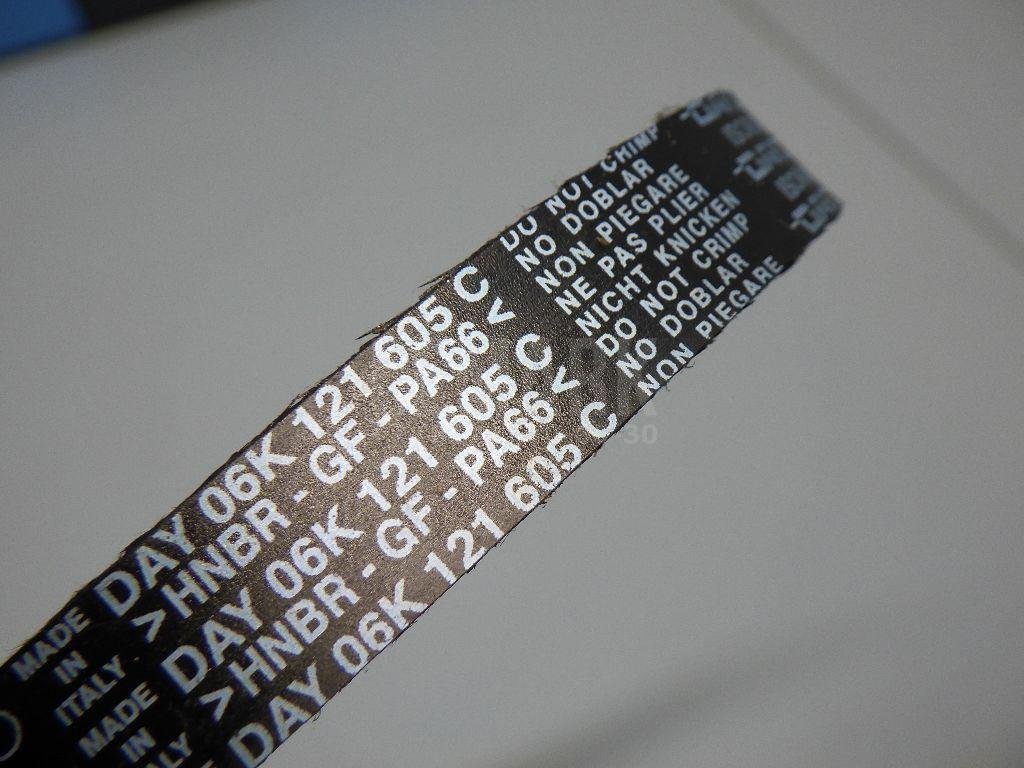 MADE
IN
ITALY
MADE
IN
DAY 06K 121 605 C
>HNBR - GF - PA66 <
DAY 06K 121 605 C
>HNBR - GF - PA66 <
DAY 06K 121 605 C
DO NOT CRIMP
NO DOBLAR
NON PIEGARE
NE PAS PLIER
NICHT KNICKEN
DO NOT CRIMP
NO DOBLAR
NON PIEGARE